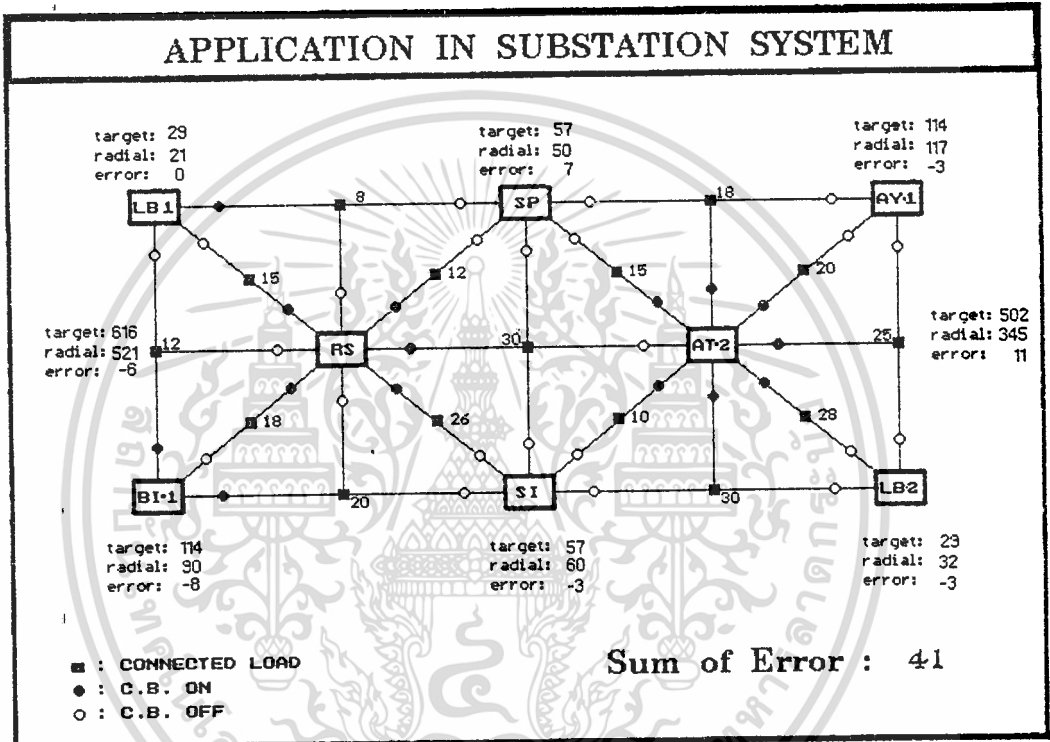 APPLICATION IN SUBSTATION SYSTEM
target: 29
radial: 21
error: 0
target: 57
radial: 50
error: 7
target: 114
radial: 117
error: -3
LB1
8
SP
18
AY·1
15
12
15
20
target: 616
radial: 521
error: -6
12
RS
30
AT·2
25
target: 502
radial: 345
error: 11
18
26
10
28
BI·1
20
SI
30
LB·2
target: 114
radial: 90
error: -8
target: 57
radial: 60
error: -3
target: 29
radial: 32
error: -3
■ : CONNECTED LOAD
● : C.B. ON
○ : C.B. OFF
Sum of Error : 41